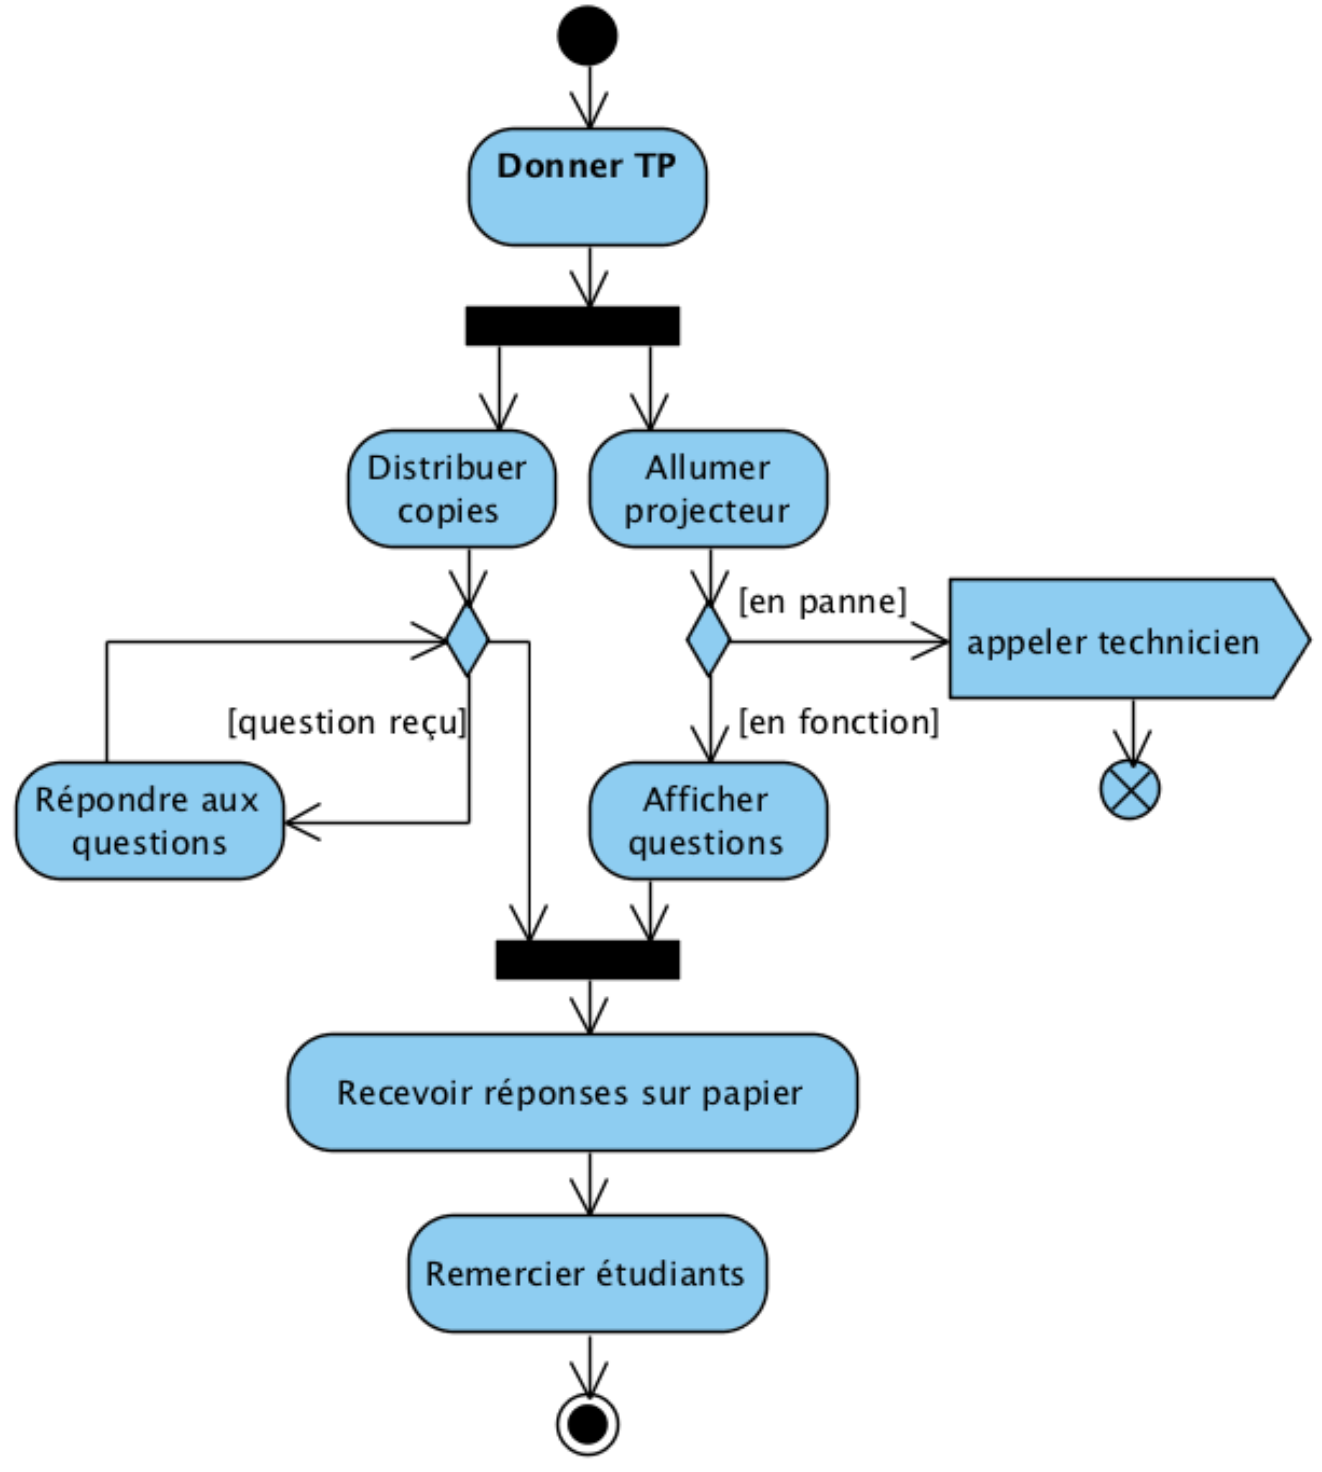 Donner TP
Distribuer
copies
Allumer
projecteur
[en panne]
appeler technicien
[question reçu]
[en fonction]
Répondre aux
questions
Afficher
questions
Recevoir réponses sur papier
Remercier étudiants